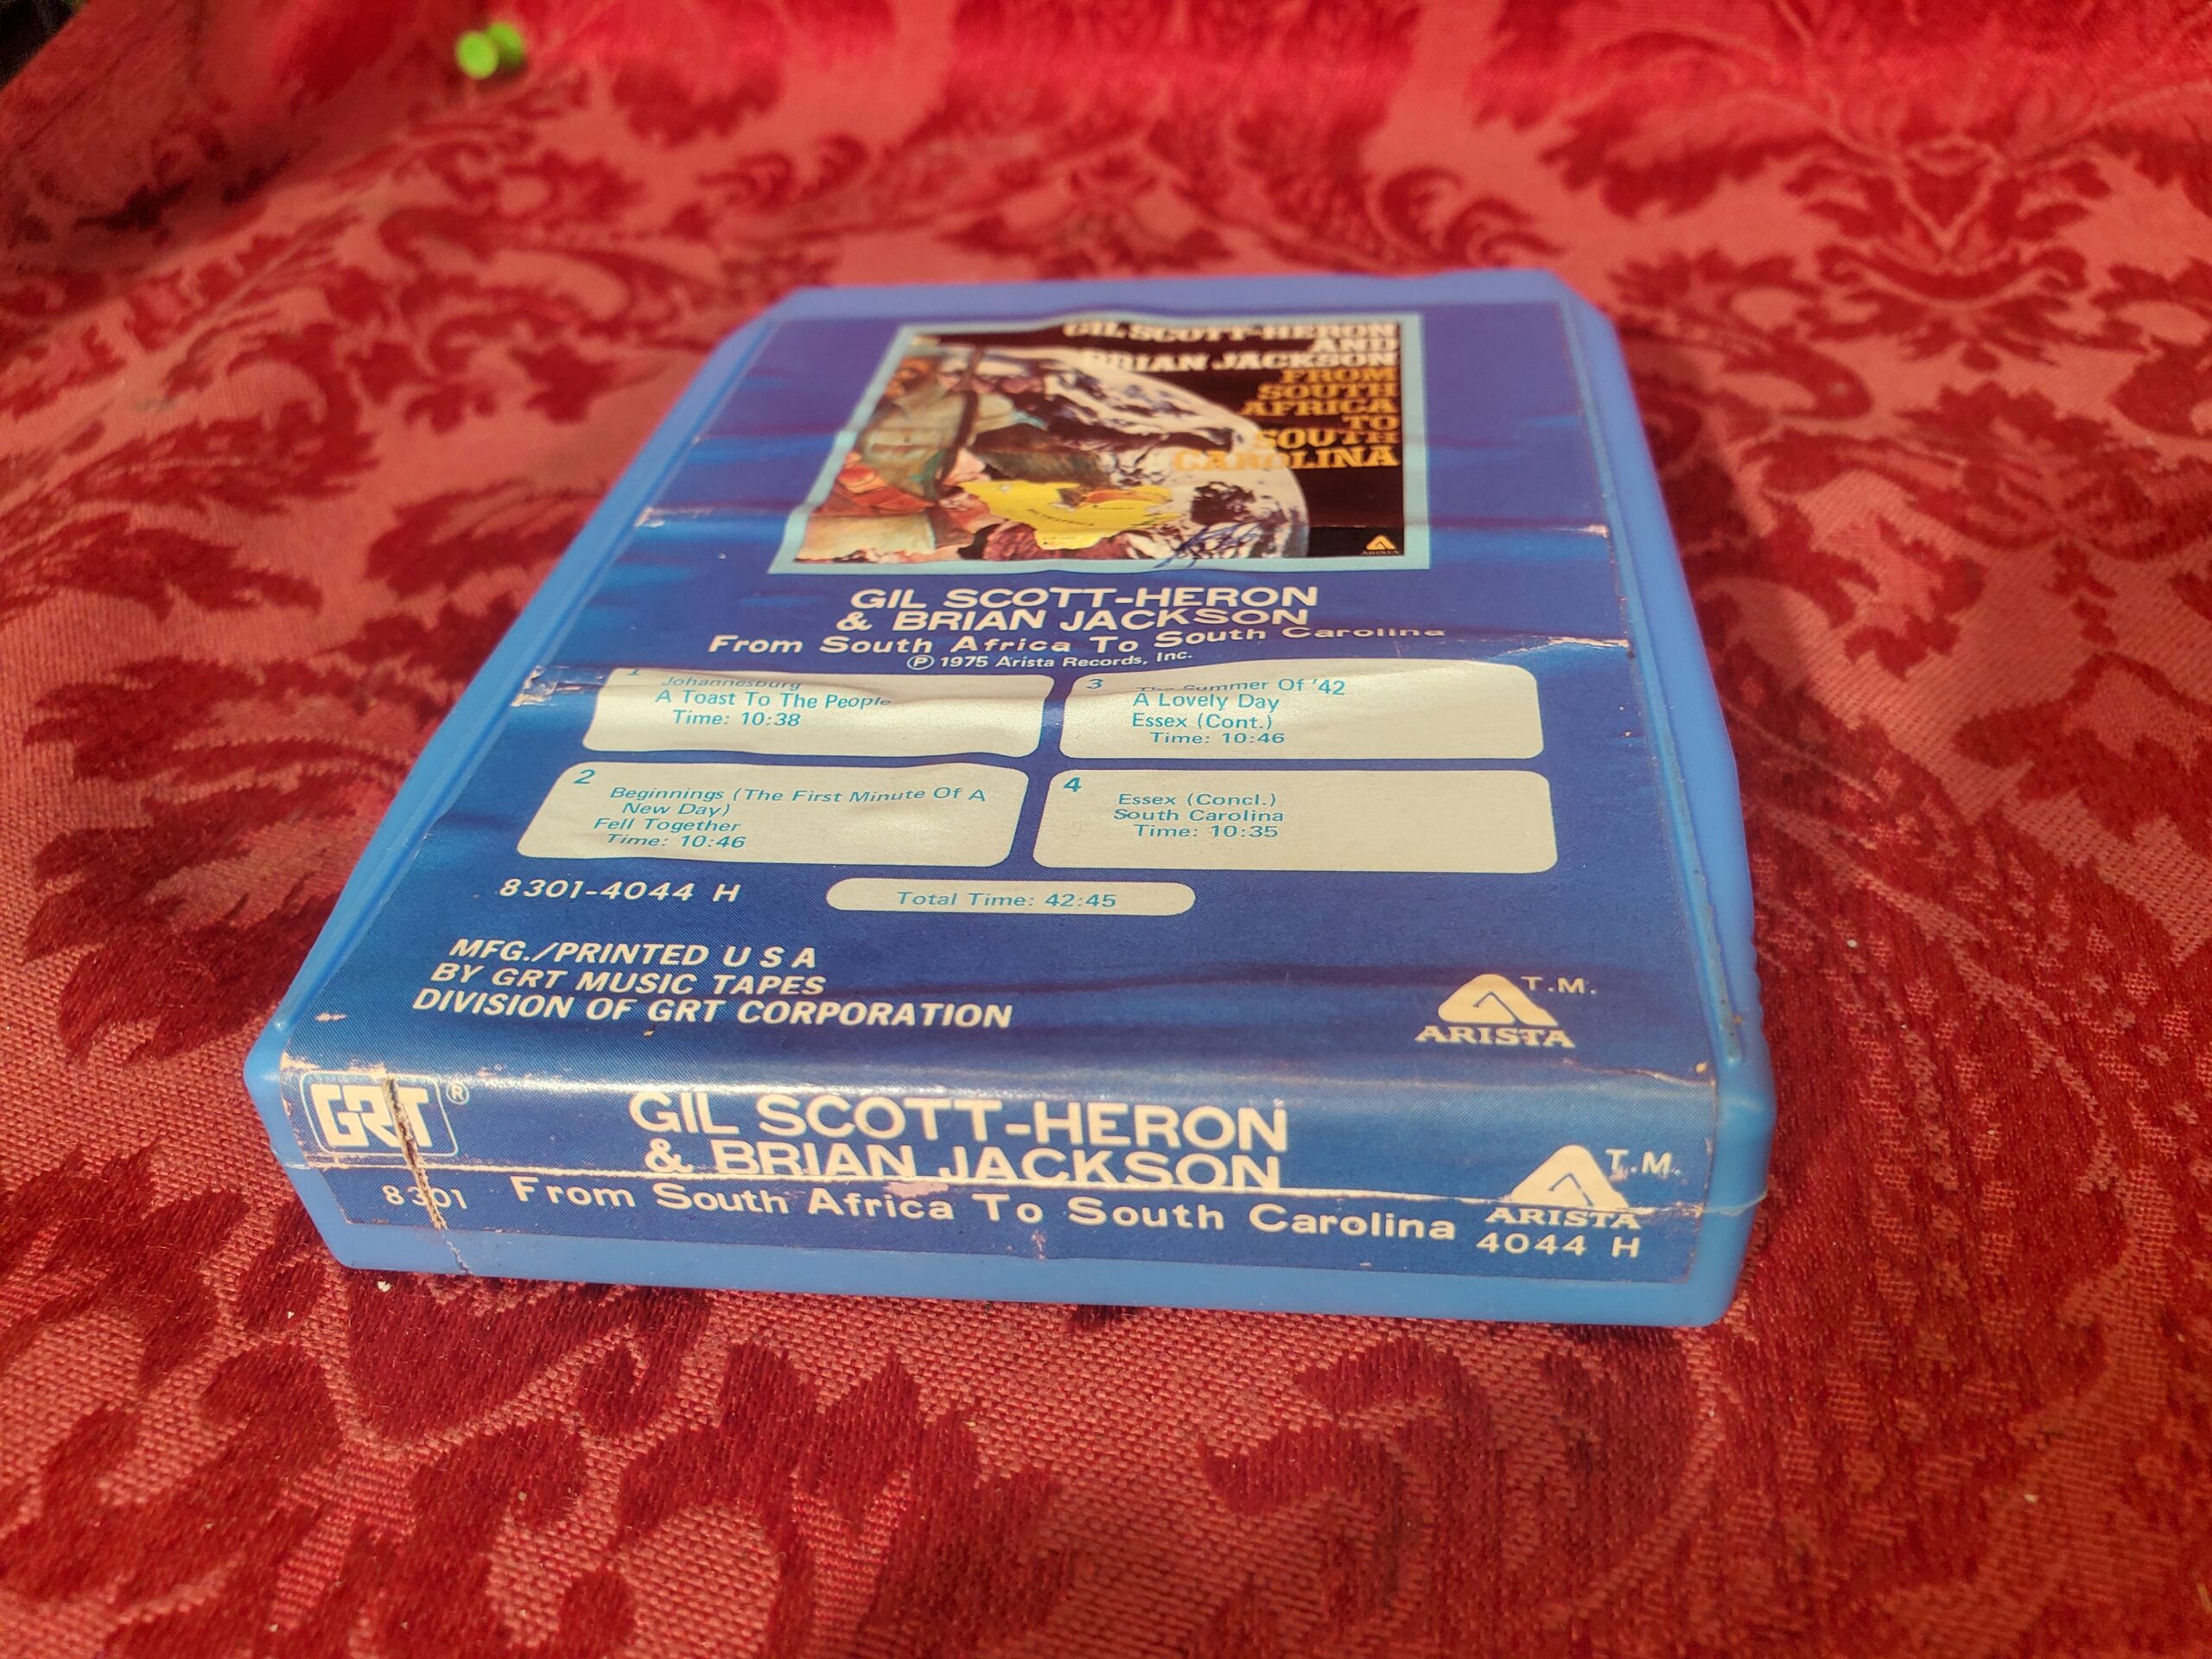 GIL SCOTT-HERON
AND
BRIAN JACKSON
FROM
SOUTH
AFRICA
TO
SOUTH
CAROLINA
ARISTA
GIL SCOTT-HERON
& BRIAN JACKSON
From South Africa To South Carolina
℗ 1975 Arista Records, Inc.
1
Johannesburg
A Toast To The People
Time: 10:38
2
Beginnings (The First Minute Of A
New Day)
Fell Together
Time: 10:46
3
The Summer Of '42
A Lovely Day
Essex (Cont.)
Time: 10:46
4
Essex (Concl.)
South Carolina
Time: 10:35
8301-4044 H
Total Time: 42:45
MFG./PRINTED U S A
BY GRT MUSIC TAPES
DIVISION OF GRT CORPORATION
T.M.
ARISTA
GRT®
GIL SCOTT-HERON
& BRIAN JACKSON
8301
From South Africa To South Carolina
T.M.
ARISTA
4044 H